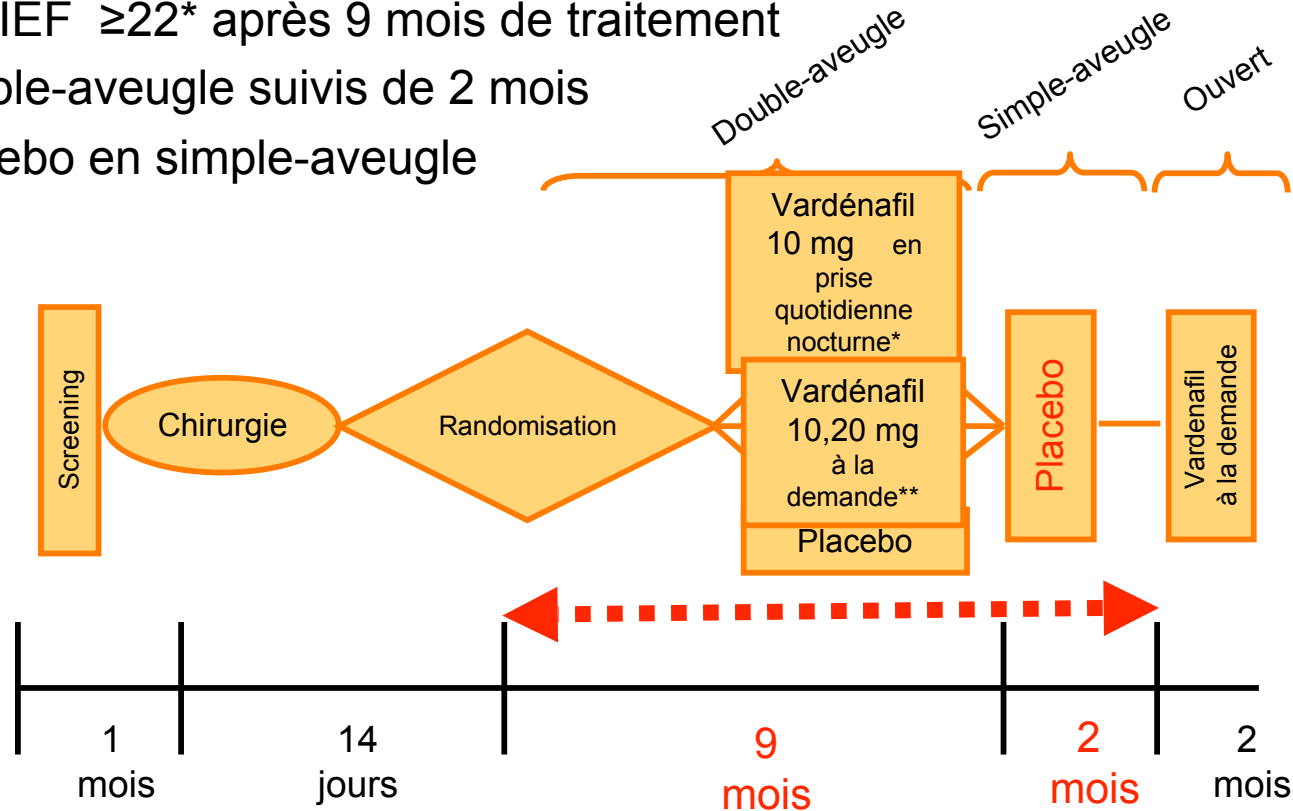 IIEF ≥22* après 9 mois de traitement
ble-aveugle suivis de 2 mois
ebo en simple-aveugle
Double-aveugle
Simple-aveugle
Ouvert
Screening
Chirurgie
Randomisation
Vardénafil
10 mg en
prise
quotidienne
nocturne*
Vardénafil
10,20 mg
à la
demande**
Placebo
Placebo
Vardenafil
à la demande
1
mois
14
jours
9
mois
2
mois
2
mois